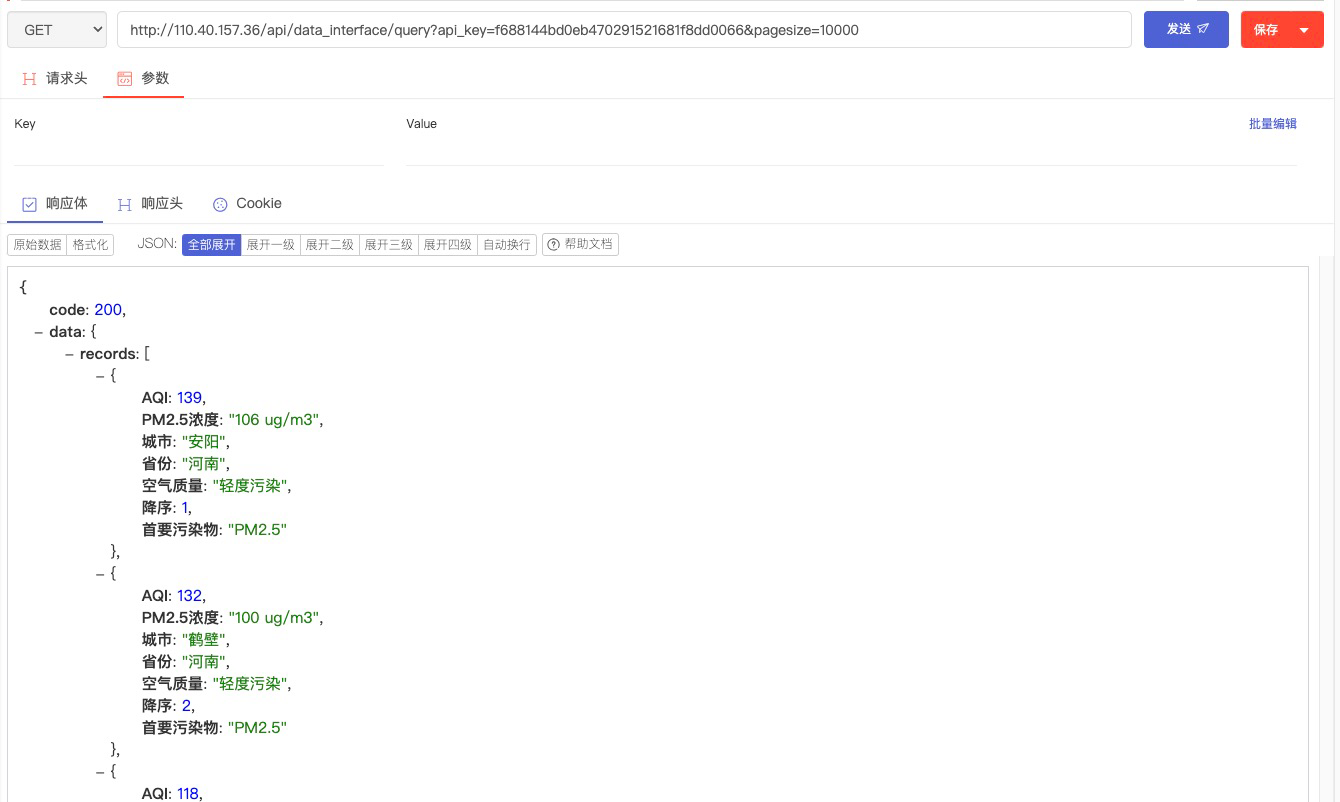 GET http://110.40.157.36/api/data_interface/query?api_key=f688144bd0eb470291521681f8dd0066&pagesize=10000 发送 保存
请求头 参数
Key Value 批量编辑
响应体 响应头 Cookie
原始数据 格式化 JSON: 全部展开 展开一级 展开二级 展开三级 展开四级 自动换行 帮助文档
{
code: 200,
– data: {
– records: [
– {
AQI: 139,
PM2.5浓度: "106 ug/m3",
城市: "安阳",
省份: "河南",
空气质量: "轻度污染",
降序: 1,
首要污染物: "PM2.5"
},
– {
AQI: 132,
PM2.5浓度: "100 ug/m3",
城市: "鹤壁",
省份: "河南",
空气质量: "轻度污染",
降序: 2,
首要污染物: "PM2.5"
},
– {
AQI: 118,